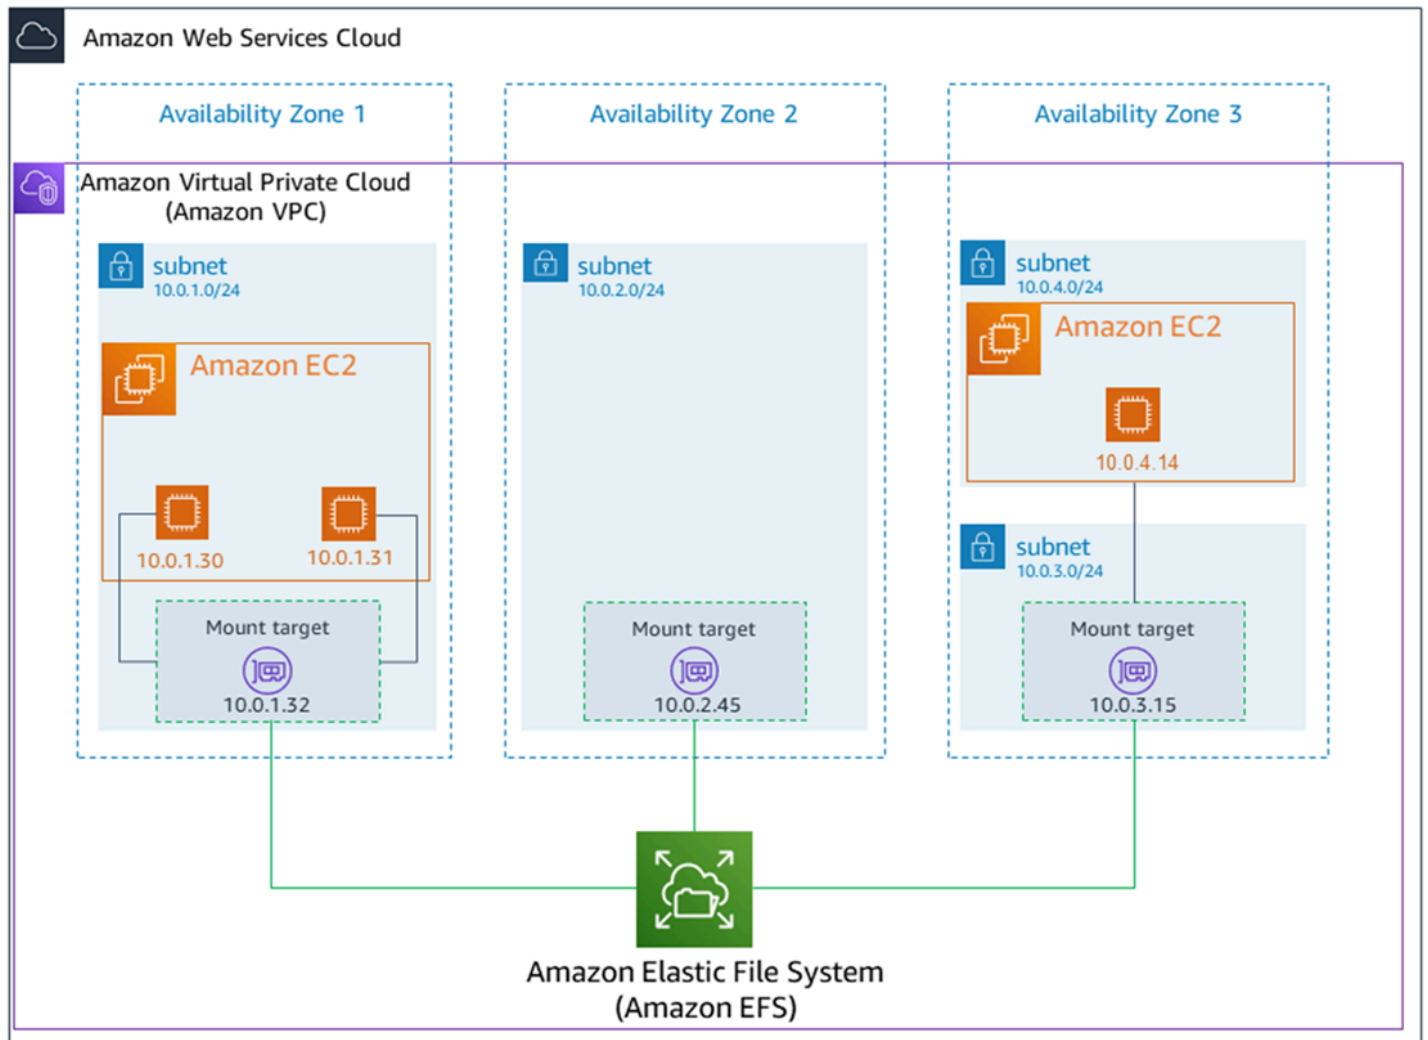 Amazon Web Services Cloud
Availability Zone 1
Availability Zone 2
Availability Zone 3
Amazon Virtual Private Cloud
(Amazon VPC)
subnet
10.0.1.0/24
Amazon EC2
10.0.1.30
10.0.1.31
Mount target
10.0.1.32
subnet
10.0.2.0/24
Mount target
10.0.2.45
subnet
10.0.4.0/24
Amazon EC2
10.0.4.14
subnet
10.0.3.0/24
Mount target
10.0.3.15
Amazon Elastic File System
(Amazon EFS)